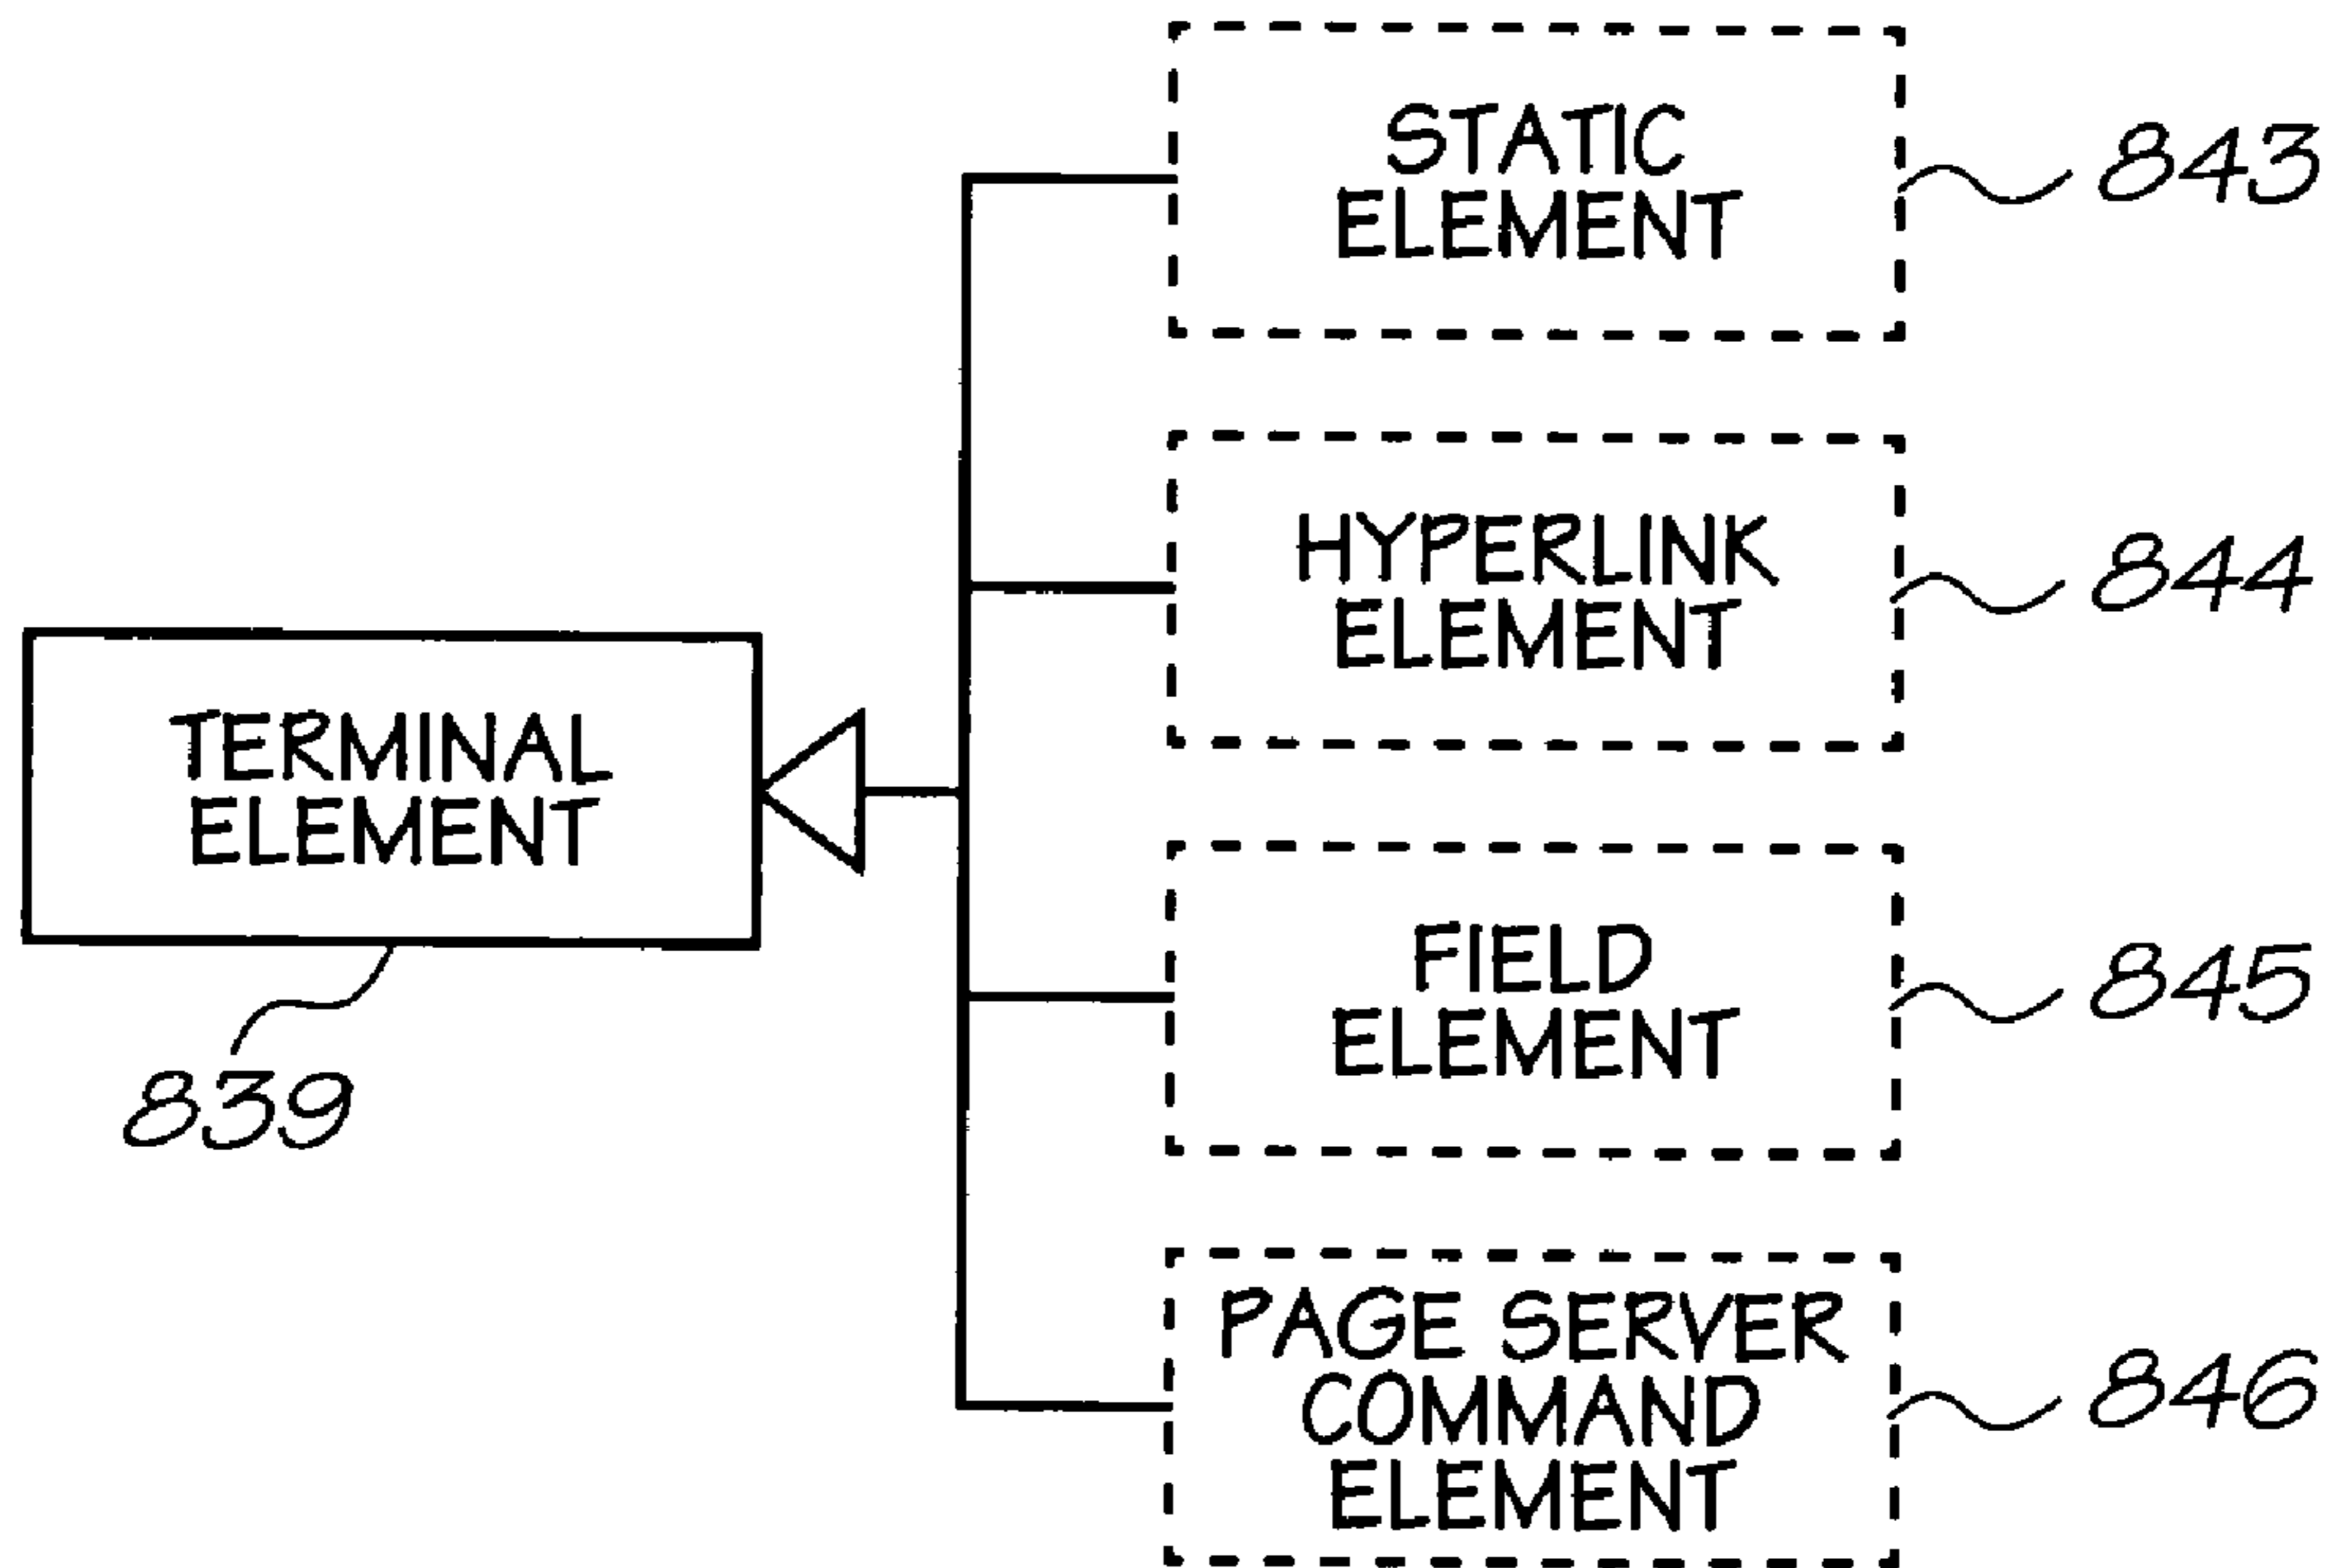 STATIC
ELEMENT
843
HYPERLINK
ELEMENT
844
TERMINAL
ELEMENT
839
FIELD
ELEMENT
845
PAGE SERVER
COMMAND
ELEMENT
846